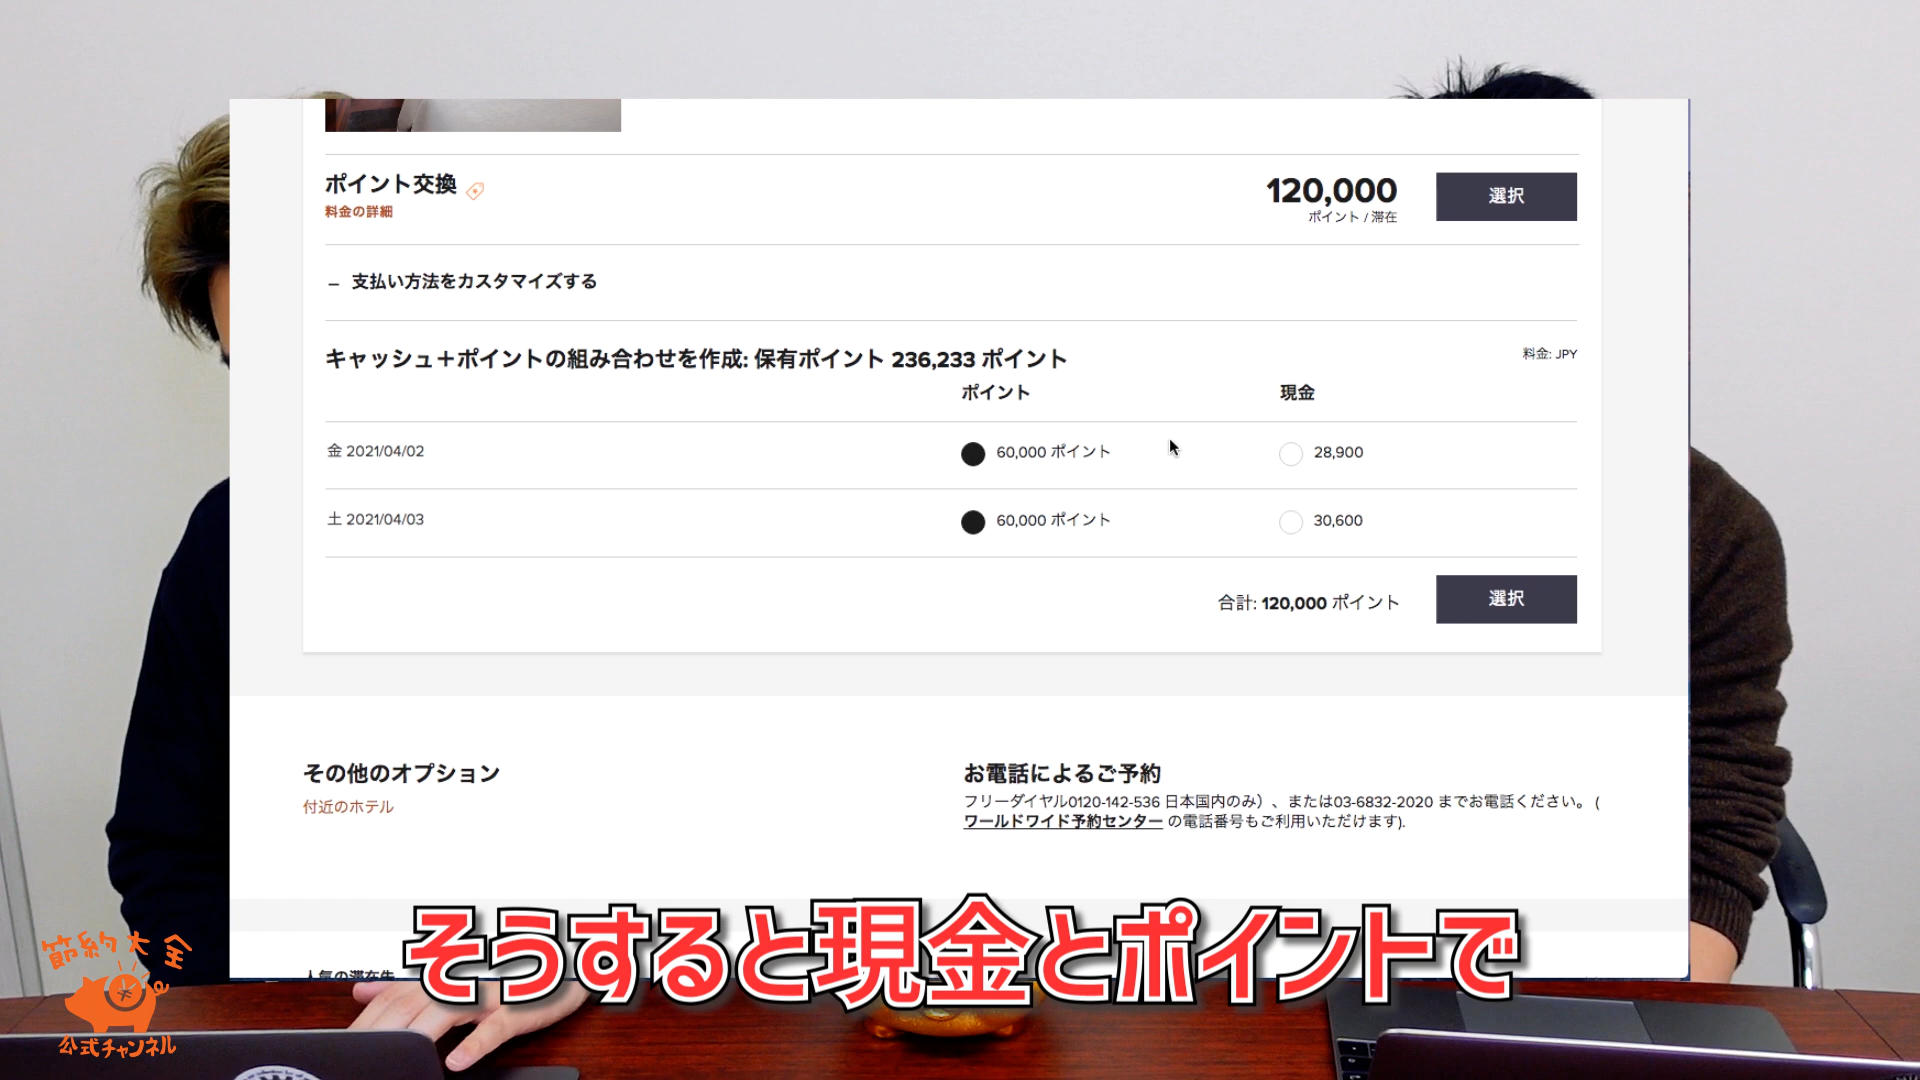 ポイント交換
料金の詳細
120,000
ポイント / 滞在
選択
– 支払い方法をカスタマイズする
キャッシュ＋ポイントの組み合わせを作成: 保有ポイント 236,233 ポイント
料金: JPY
ポイント 現金
金 2021/04/02 60,000 ポイント 28,900
土 2021/04/03 60,000 ポイント 30,600
合計: 120,000 ポイント 選択
その他のオプション
付近のホテル
お電話によるご予約
フリーダイヤル0120-142-536 日本国内のみ）、または03-6832-2020 までお電話ください。 (
ワールドワイド予約センター の電話番号もご利用いただけます).
人気の滞在先
そうすると現金とポイントで
節約大全
公式チャンネル